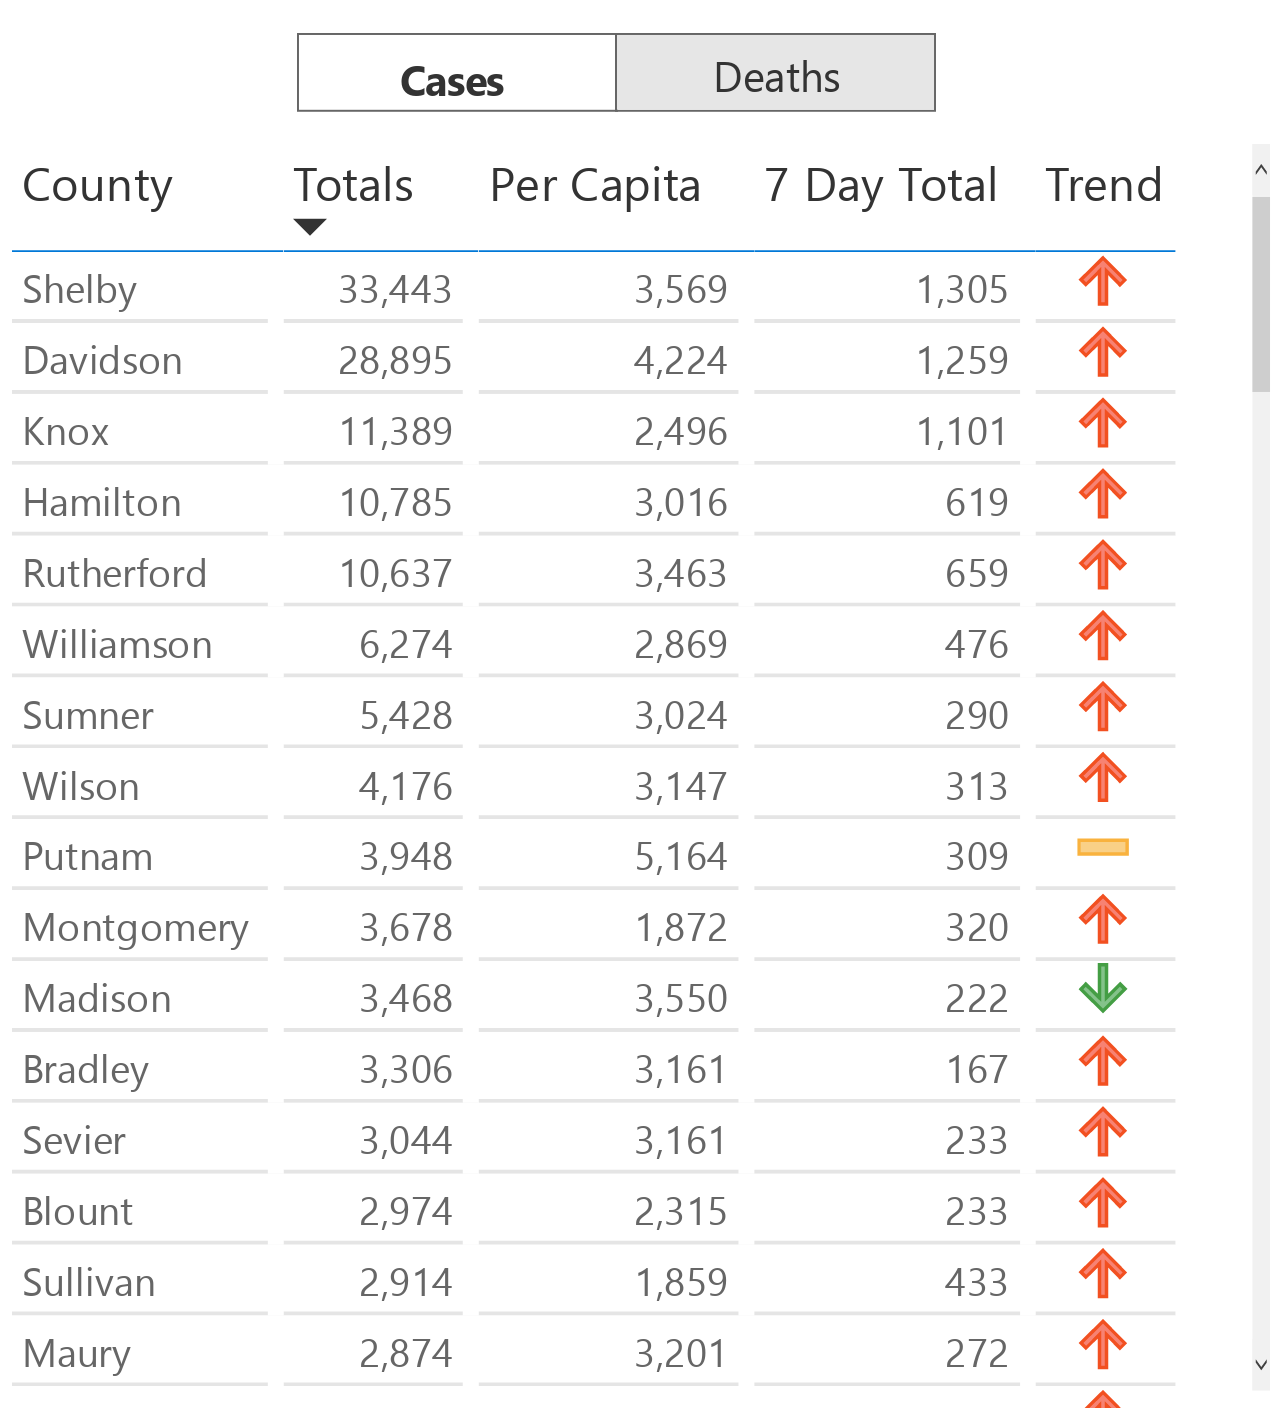 Cases Deaths
County Totals Per Capita 7 Day Total Trend
Shelby 33,443 3,569 1,305
Davidson 28,895 4,224 1,259
Knox 11,389 2,496 1,101
Hamilton 10,785 3,016 619
Rutherford 10,637 3,463 659
Williamson 6,274 2,869 476
Sumner 5,428 3,024 290
Wilson 4,176 3,147 313
Putnam 3,948 5,164 309
Montgomery 3,678 1,872 320
Madison 3,468 3,550 222
Bradley 3,306 3,161 167
Sevier 3,044 3,161 233
Blount 2,974 2,315 233
Sullivan 2,914 1,859 433
Maury 2,874 3,201 272